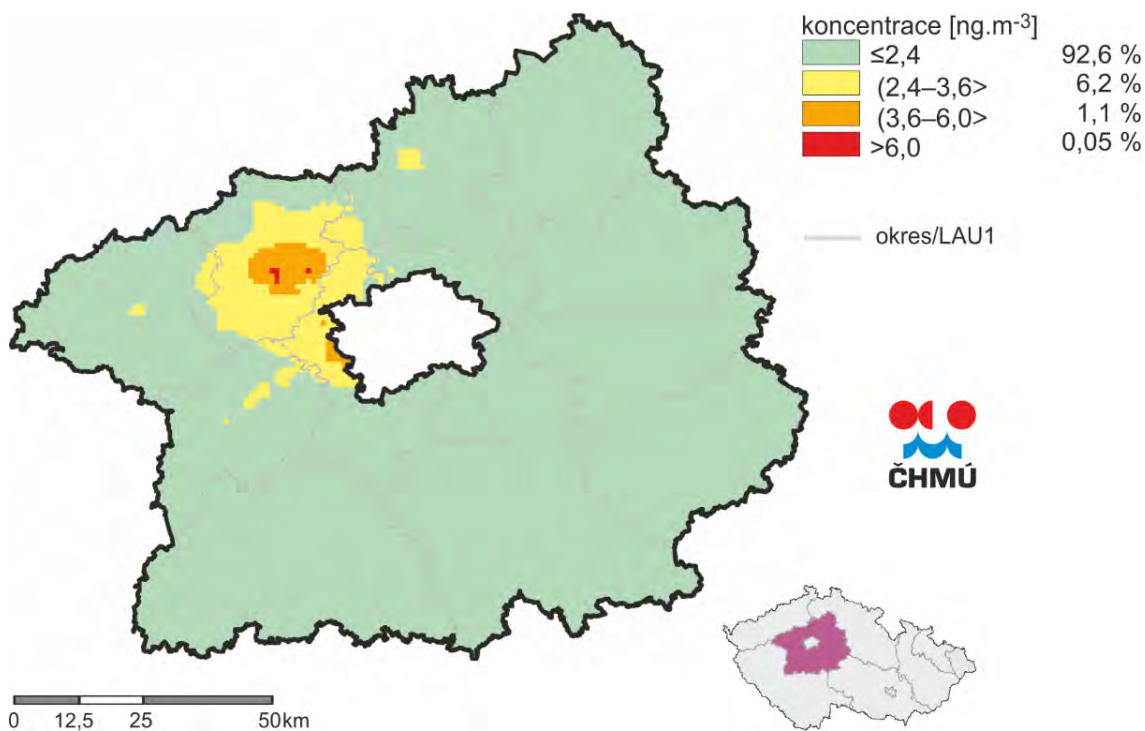 koncentrace [ng.m-3]
≤2,4 92,6 %
(2,4–3,6> 6,2 %
(3,6–6,0> 1,1 %
>6,0 0,05 %
okres/LAU1
ČHMÚ
0 12,5 25 50km